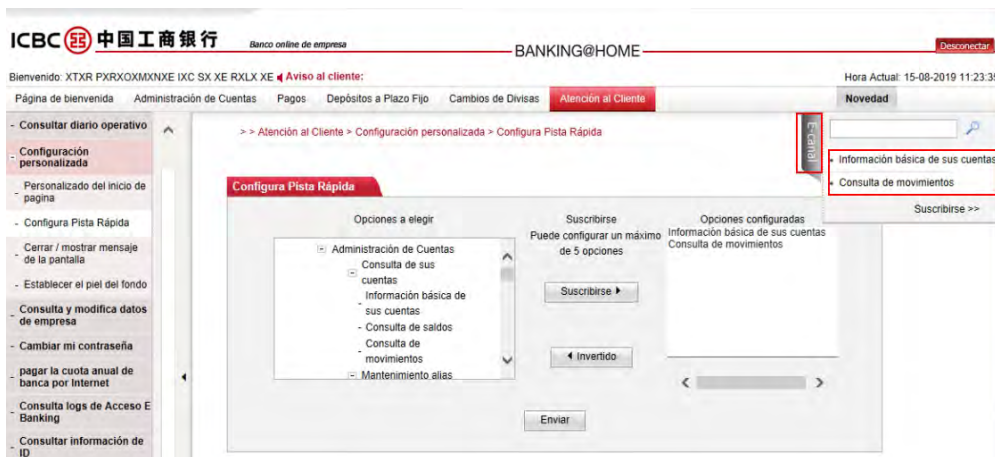 ICBC 中国工商银行 Banco online de empresa
BANKING@HOME
Desconectar
Bienvenido: XTXR PXRXOXMXNXE IXC SX XE RXLX XE Aviso al cliente:
Hora Actual: 15-08-2019 11:23:35
Página de bienvenida Administración de Cuentas Pagos Depósitos a Plazo Fijo Cambios de Divisas Atención al Cliente
Novedad
- Consultar diario operativo
- Configuración
personalizada
- Personalizado del inicio de
pagina
- Configura Pista Rápida
- Cerrar / mostrar mensaje
de la pantalla
- Establecer el piel del fondo
- Consulta y modifica datos
de empresa
- Cambiar mi contraseña
- pagar la cuota anual de
banca por Internet
- Consulta logs de Acceso E
Banking
- Consultar información de
ID
> > Atención al Cliente > Configuración personalizada > Configura Pista Rápida
E-canal
Información básica de sus cuentas
Consulta de movimientos
Suscribirse >>
Configura Pista Rápida
Opciones a elegir
Administración de Cuentas
Consulta de sus
cuentas
Información básica de
sus cuentas
- Consulta de saldos
Consulta de
movimientos
Mantenimiento alias
Suscribirse
Puede configurar un máximo
de 5 opciones
Suscribirse
Invertido
Opciones configuradas
Información básica de sus cuentas
Consulta de movimientos
Enviar